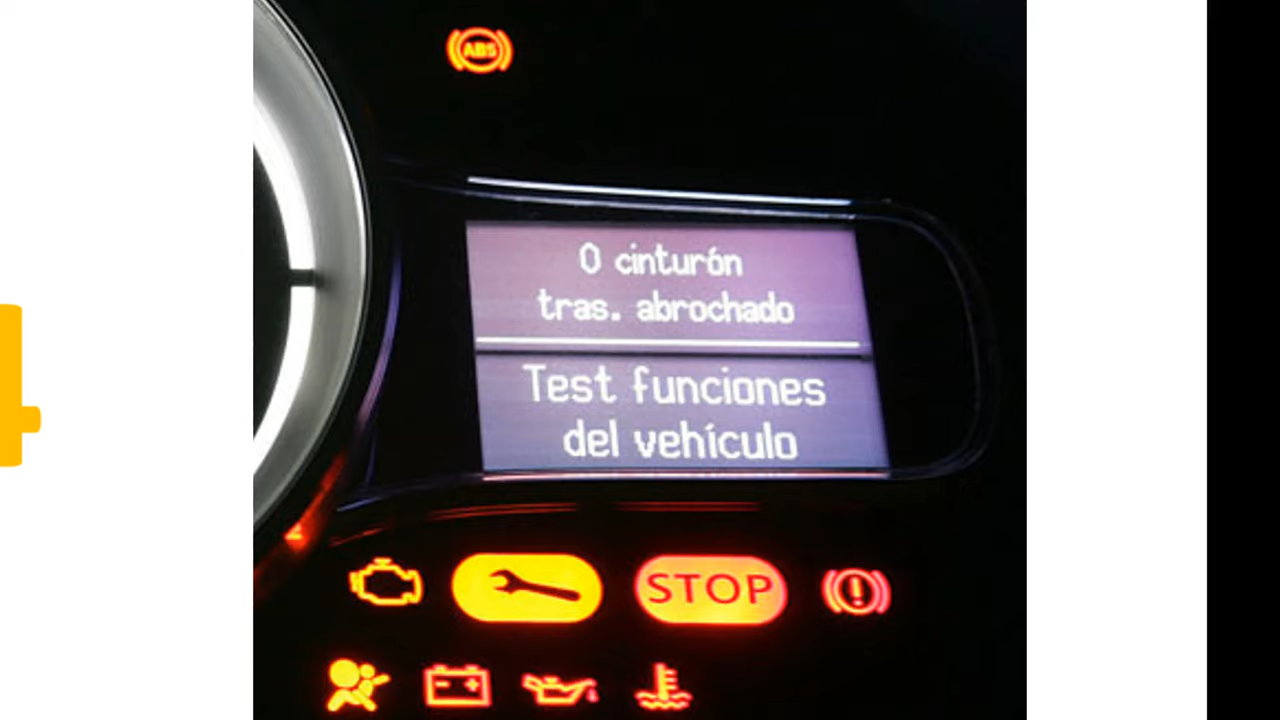 ABS
0 cinturón
tras. abrochado
Test funciones
del vehículo
STOP